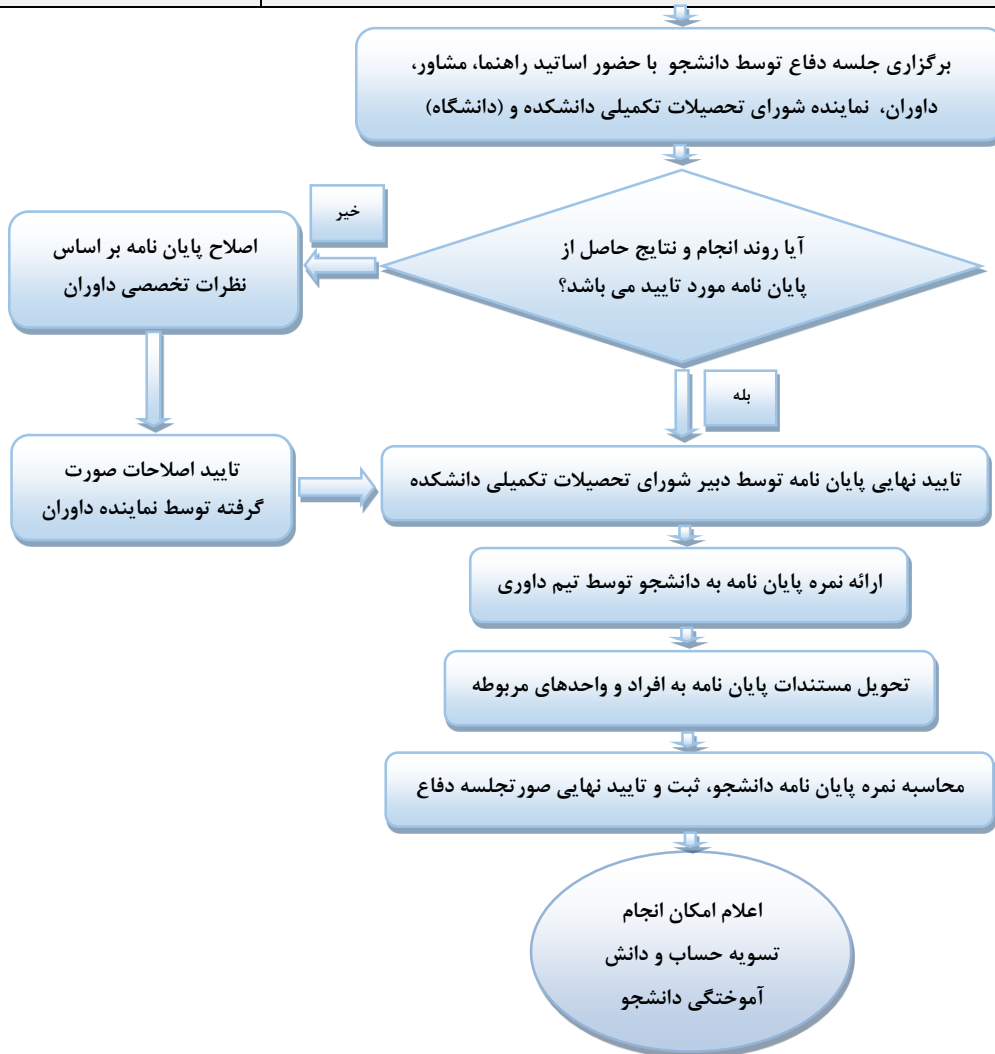 برگزاری جلسه دفاع توسط دانشجو با حضور اساتید راهنما، مشاور،
داوران، نماینده شورای تحصیلات تکمیلی دانشکده و (دانشگاه)
آیا روند انجام و نتایج حاصل از
پایان نامه مورد تایید می باشد؟
خیر
اصلاح پایان نامه بر اساس
نظرات تخصصی داوران
تایید اصلاحات صورت
گرفته توسط نماینده داوران
بله
تایید نهایی پایان نامه توسط دبیر شورای تحصیلات تکمیلی دانشکده
ارائه نمره پایان نامه به دانشجو توسط تیم داوری
تحویل مستندات پایان نامه به افراد و واحدهای مربوطه
محاسبه نمره پایان نامه دانشجو، ثبت و تایید نهایی صورتجلسه دفاع
اعلام امکان انجام
تسویه حساب و دانش
آموختگی دانشجو